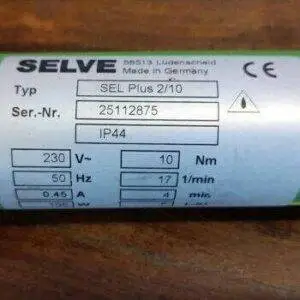 SELVE 58513 Lüdenscheid
Made in Germany CE
Typ SEL Plus 2/10
Ser.-Nr. 25112875
IP44
230 V~ 10 Nm
50 Hz 17 1/min
0.45 A 4 min